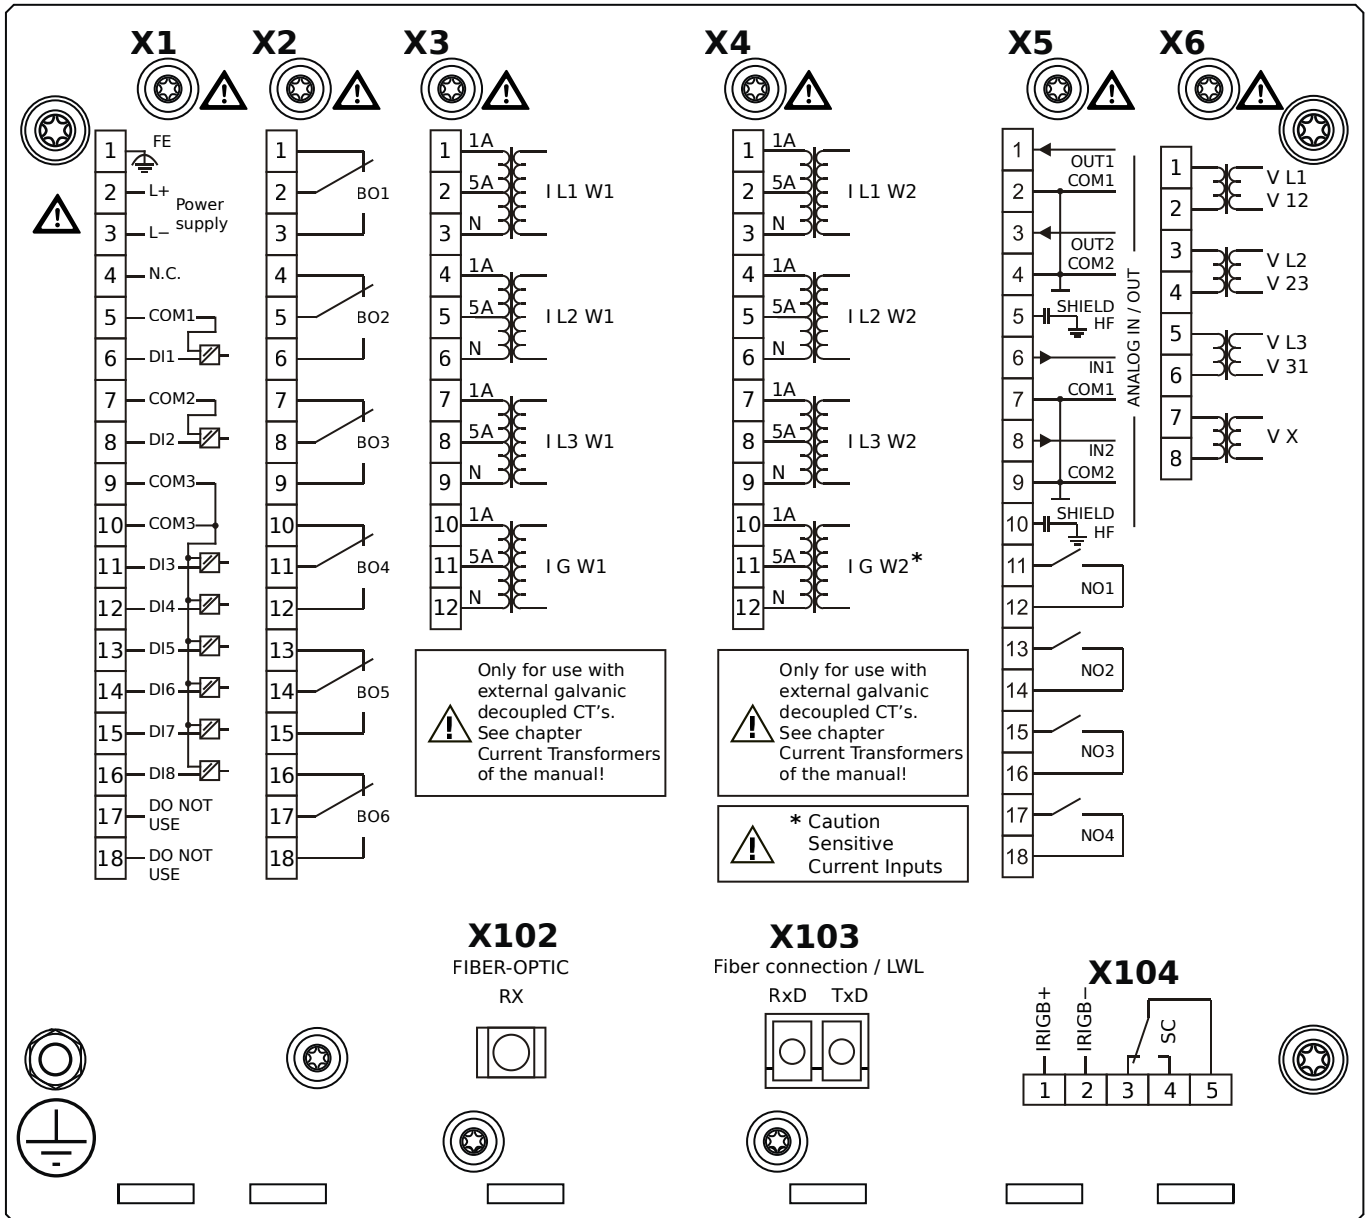 X1
X2
X3
X4
X5
X6
1 FE
2 L+
Power
supply
3 L−
4 N.C.
5 COM1
6 DI1
7 COM2
8 DI2
9 COM3
10 COM3
11 DI3
12 DI4
13 DI5
14 DI6
15 DI7
16 DI8
17 DO NOT
USE
18 DO NOT
USE
1
2 BO1
3
4
5 BO2
6
7
8 BO3
9
10
11 BO4
12
13
14 BO5
15
16
17 BO6
18
1 1A
2 5A I L1 W1
3 N
4 1A
5 5A I L2 W1
6 N
7 1A
8 5A I L3 W1
9 N
10 1A
11 5A I G W1
12 N
Only for use with
external galvanic
decoupled CT's.
See chapter
Current Transformers
of the manual!
1 1A
2 5A I L1 W2
3 N
4 1A
5 5A I L2 W2
6 N
7 1A
8 5A I L3 W2
9 N
10 1A
11 5A I G W2*
12 N
Only for use with
external galvanic
decoupled CT's.
See chapter
Current Transformers
of the manual!
* Caution
Sensitive
Current Inputs
1
OUT1
2 COM1
3
OUT2
4 COM2
5 SHIELD
HF
6
IN1
7 COM1
8
IN2
9 COM2
10 SHIELD
HF
ANALOG IN / OUT
11
NO1
12
13
NO2
14
15
NO3
16
17
NO4
18
1 V L1
2 V 12
3 V L2
4 V 23
5 V L3
6 V 31
7
V X
8
X102
FIBER-OPTIC
RX
X103
Fiber connection / LWL
RxD TxD
X104
IRIGB+
IRIGB−
SC
1 2 3 4 5